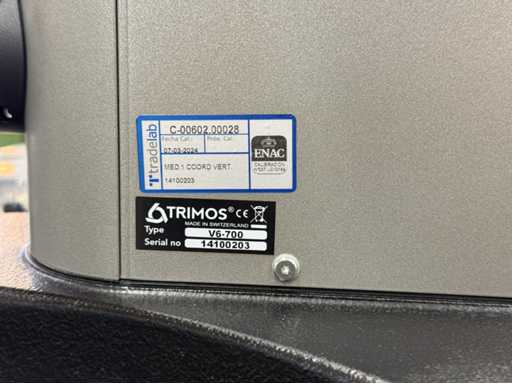 tradelab
C-00602.00028
Fecha Cal.: Próx. Cal.
07-03-2024
MED.1 COORD VERT.
14100203
ENAC
CALIBRACIÓN
TRIMOS® CE
MADE IN SWITZERLAND
Type V6-700
Serial no 14100203